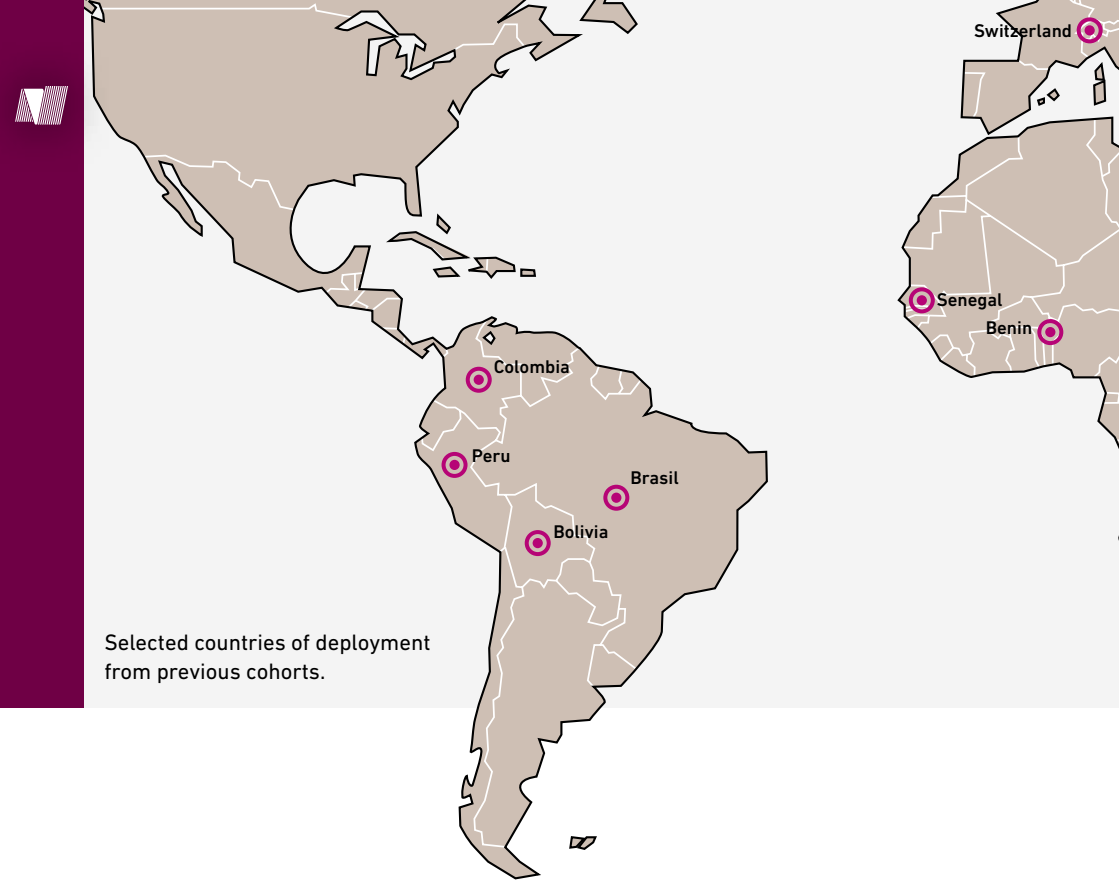 Switzerland
Senegal
Benin
Colombia
Peru
Brasil
Bolivia
Selected countries of deployment
from previous cohorts.